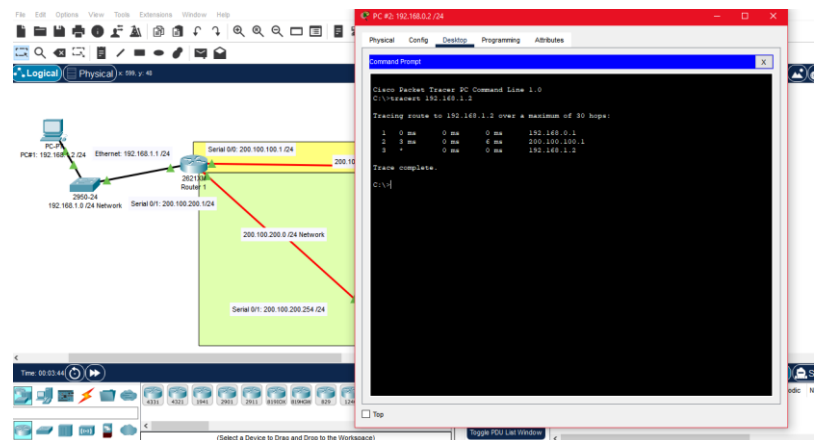 File Edit Options View Tools Extensions Window Help
Logical Physical x: 599, y: 48
PC-PT
PC#1: 192.168.1.2 /24
Ethernet: 192.168.1.1 /24
2950-24
192.168.1.0 /24 Network
2621XM
Router 1
Serial 0/0: 200.100.100.1 /24
200.10
Serial 0/1: 200.100.200.1/24
200.100.200.0 /24 Network
Serial 0/1: 200.100.200.254 /24
Time: 00:03:44
4331 4321 1941 2901 2911 819IOX 819HGW 829 124
(Select a Device to Drag and Drop to the Workspace)
PC #2: 192.168.0.2 /24
Physical Config Desktop Programming Attributes
Command Prompt X
Cisco Packet Tracer PC Command Line 1.0
C:\>tracert 192.168.1.2
Tracing route to 192.168.1.2 over a maximum of 30 hops:
1 0 ms 0 ms 0 ms 192.168.0.1
2 3 ms 0 ms 6 ms 200.100.100.1
3 * 0 ms 0 ms 192.168.1.2
Trace complete.
C:\>
Top
Toggle PDU List Window
odic N
S